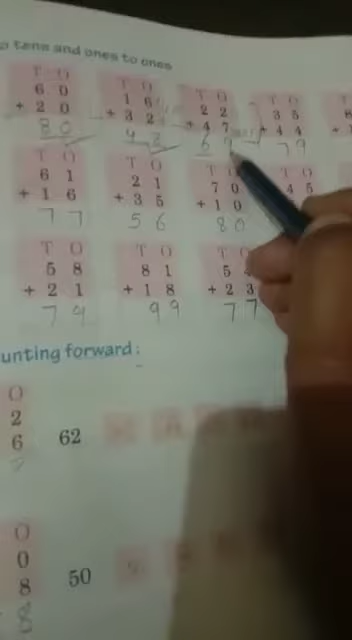 o tens and ones to ones
T O T O T O T O
6 0 1 6 2 2 3 5 8
+ 2 0 + 3 2 + 4 7 + 4 4 + 1
8 0 4 8 6 7 9
T O T O T T O
6 1 2 1 7 0 4 5
+ 1 6 + 3 5 + 1 0
7 7 5 6 8 0
T O T O T O
5 8 8 1 5
+ 2 1 + 1 8 + 2 3
7 9 9 9 7 7
unting forward :
O
2
6 62
O
0
8 50
8